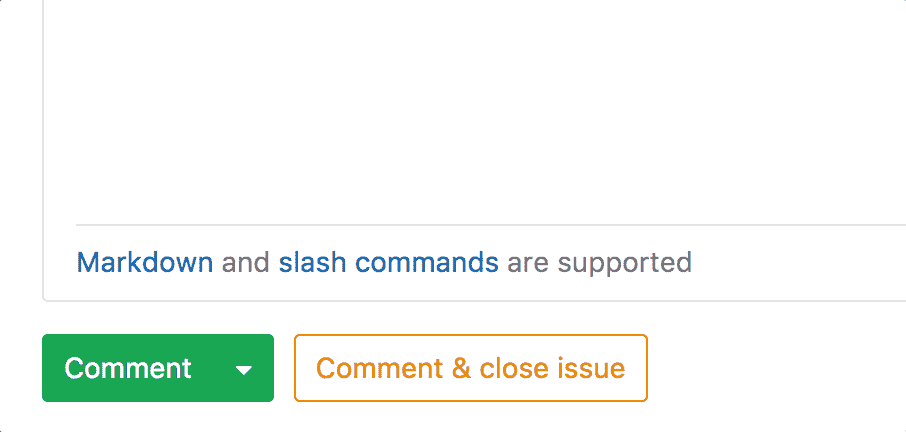 Markdown and slash commands are supported
Comment
Comment & close issue